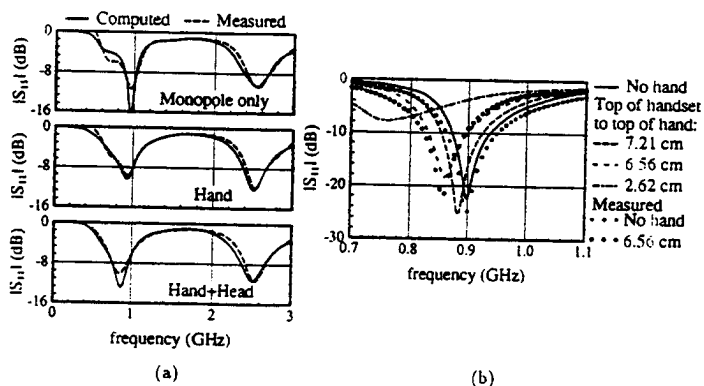 Computed
Measured
0
-8
-16
|S₁₁| (dB)
Monopole only
0
-8
-16
|S₁₁| (dB)
Hand
0
-8
-16
|S₁₁| (dB)
Hand+Head
0
1
2
3
frequency (GHz)
(a)
0
-10
-20
-30
|S₁₁| (dB)
0.7
0.8
0.9
1.0
1.1
frequency (GHz)
No hand
Top of handset
to top of hand:
7.21 cm
6.56 cm
2.62 cm
Measured
No hand
6.56 cm
(b)